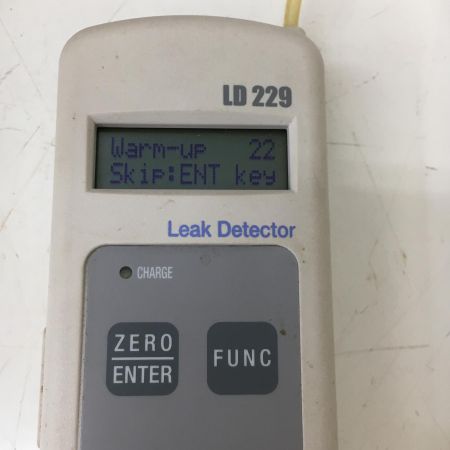 LD 229
Warm-up 22
Skip:ENT key
Leak Detector
CHARGE
ZERO
ENTER
FUNC